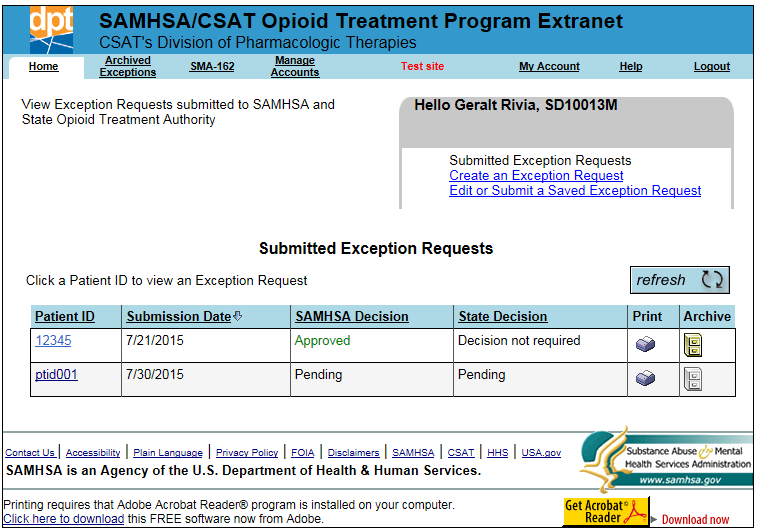 dpt
SAMHSA/CSAT Opioid Treatment Program Extranet
CSAT's Division of Pharmacologic Therapies
Home
Archived
Exceptions
SMA-162
Manage
Accounts
Test site
My Account
Help
Logout
View Exception Requests submitted to SAMHSA and
State Opioid Treatment Authority
Hello Geralt Rivia, SD10013M
Submitted Exception Requests
Create an Exception Request
Edit or Submit a Saved Exception Request
Submitted Exception Requests
Click a Patient ID to view an Exception Request
refresh
Patient ID Submission Date SAMHSA Decision State Decision Print Archive
12345 7/21/2015 Approved Decision not required
ptid001 7/30/2015 Pending Pending
Contact Us | Accessibility | Plain Language | Privacy Policy | FOIA | Disclaimers | SAMHSA | CSAT | HHS | USA.gov
SAMHSA is an Agency of the U.S. Department of Health & Human Services.
Substance Abuse and Mental
Health Services Administration
www.samhsa.gov
Printing requires that Adobe Acrobat Reader® program is installed on your computer.
Click here to download this FREE software now from Adobe.
Get Acrobat®
Reader
Download now